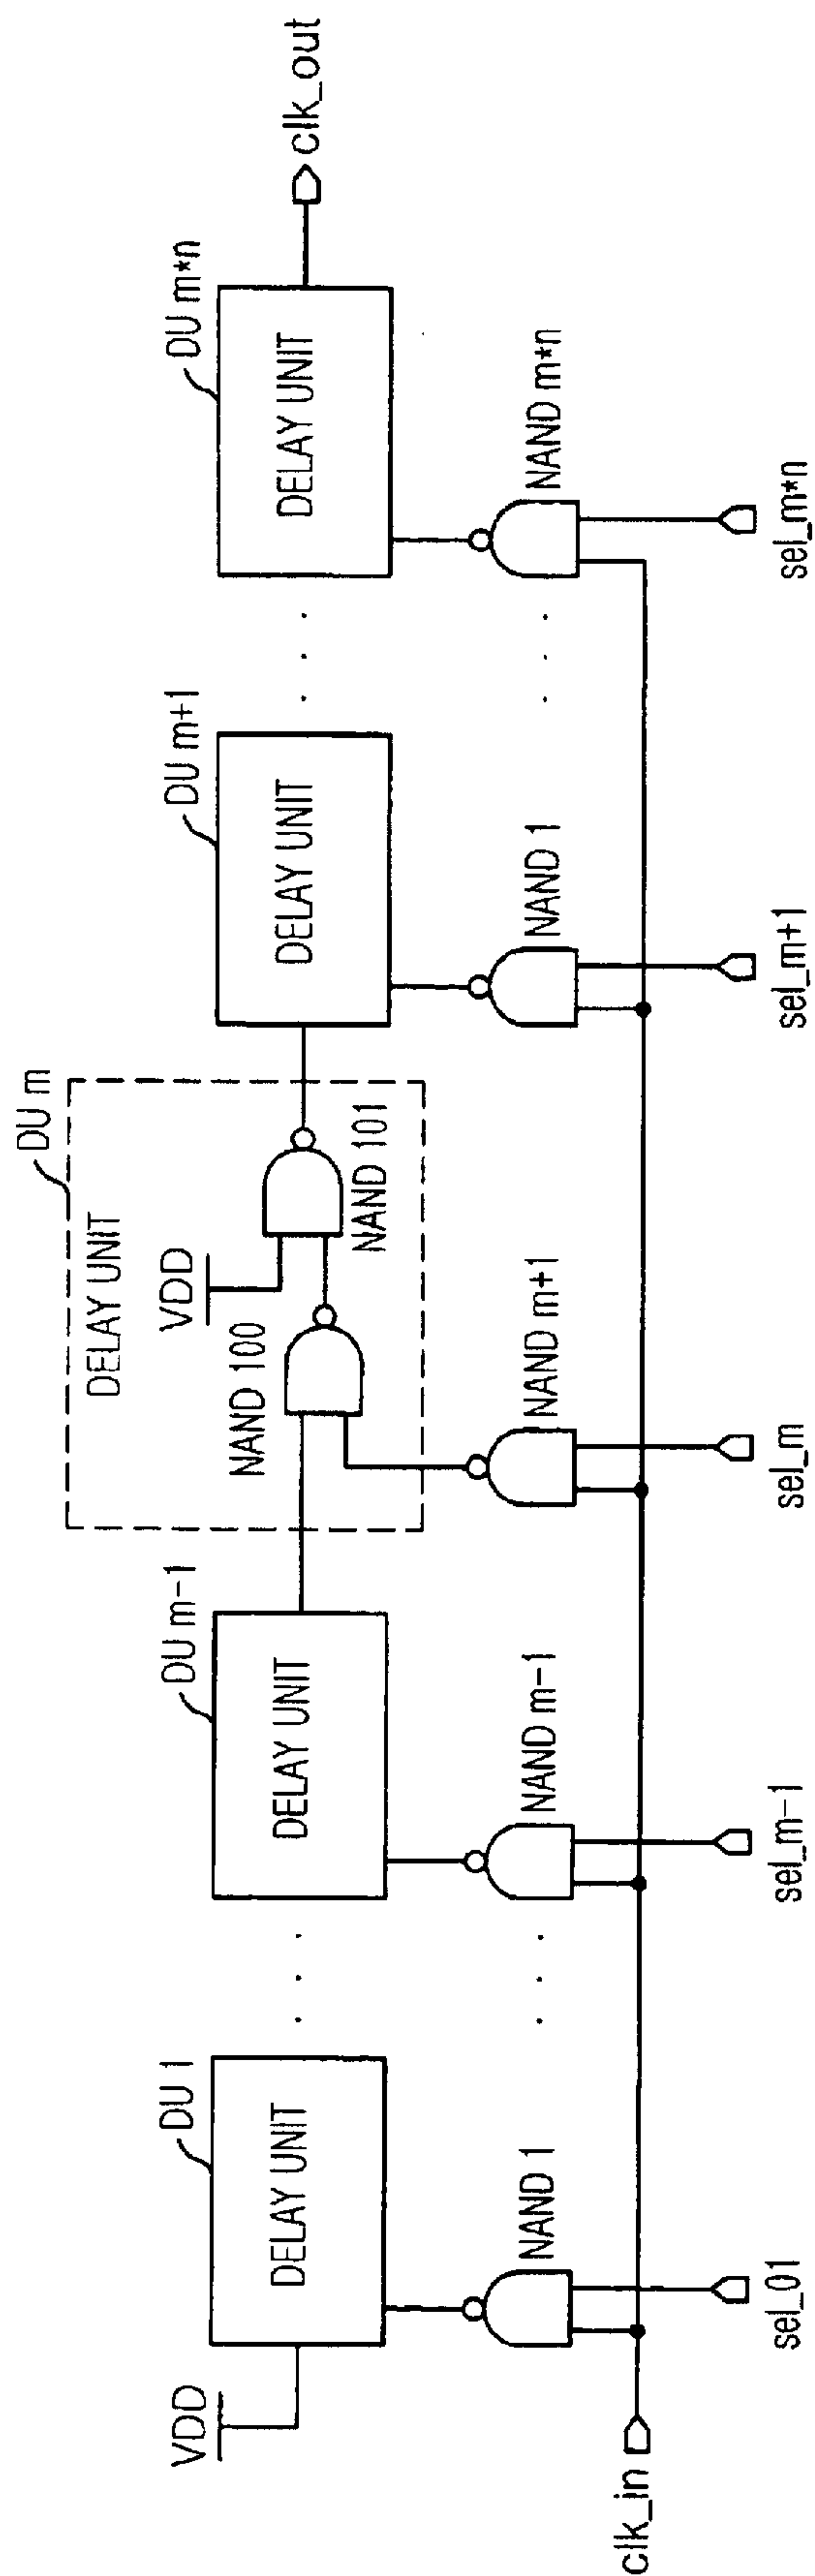 DU 1
DU m-1
DU m
DU m+1
DU m*n
VDD
DELAY UNIT
DELAY UNIT
DELAY UNIT
VDD
NAND 100
NAND 101
DELAY UNIT
DELAY UNIT
clk_out
NAND 1
NAND m-1
NAND m+1
NAND 1
NAND m*n
clk_in
sel_01
sel_m-1
sel_m
sel_m+1
sel_m*n